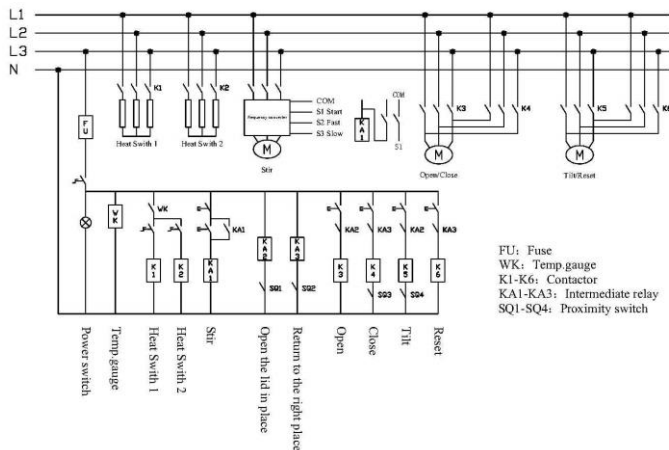 L1
L2
L3
N
K1
K2
Frequency converter
COM
S1 Start
S2 Fast
S3 Slow
COM
KA1
S1
K3
K4
K5
K6
M
M
M
Heat Swith 1
Heat Swith 2
Stir
Open/Close
Tilt/Reset
FU
WK
WK
KA1
KA2
KA3
KA2
KA3
K1
K2
KA1
KA2
KA3
K3
K4
K5
K6
SQ1
SQ2
SQ3
SQ4
FU: Fuse
WK: Temp.gauge
K1-K6: Contactor
KA1-KA3: Intermediate relay
SQ1-SQ4: Proximity switch
Power switch
Temp.gauge
Heat Swith 1
Heat Swith 2
Stir
Open the lid in place
Return to the right place
Open
Close
Tilt
Reset